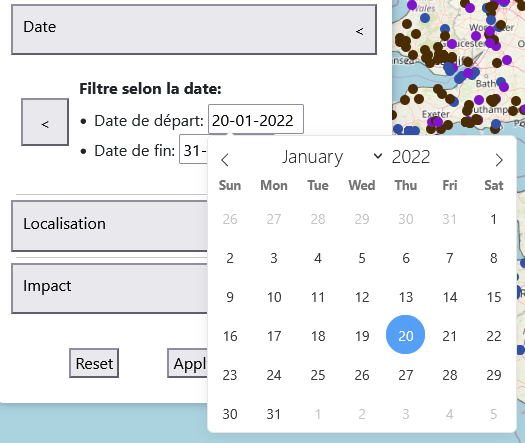 Date <
Filtre selon la date:
<
• Date de départ: 20-01-2022
• Date de fin: 31-
January 2022
Sun Mon Tue Wed Thu Fri Sat
26 27 28 29 30 31 1
2 3 4 5 6 7 8
9 10 11 12 13 14 15
16 17 18 19 20 21 22
23 24 25 26 27 28 29
30 31 1 2 3 4 5
Localisation
Impact
Reset
Appl
Wales
Bath
Exeter